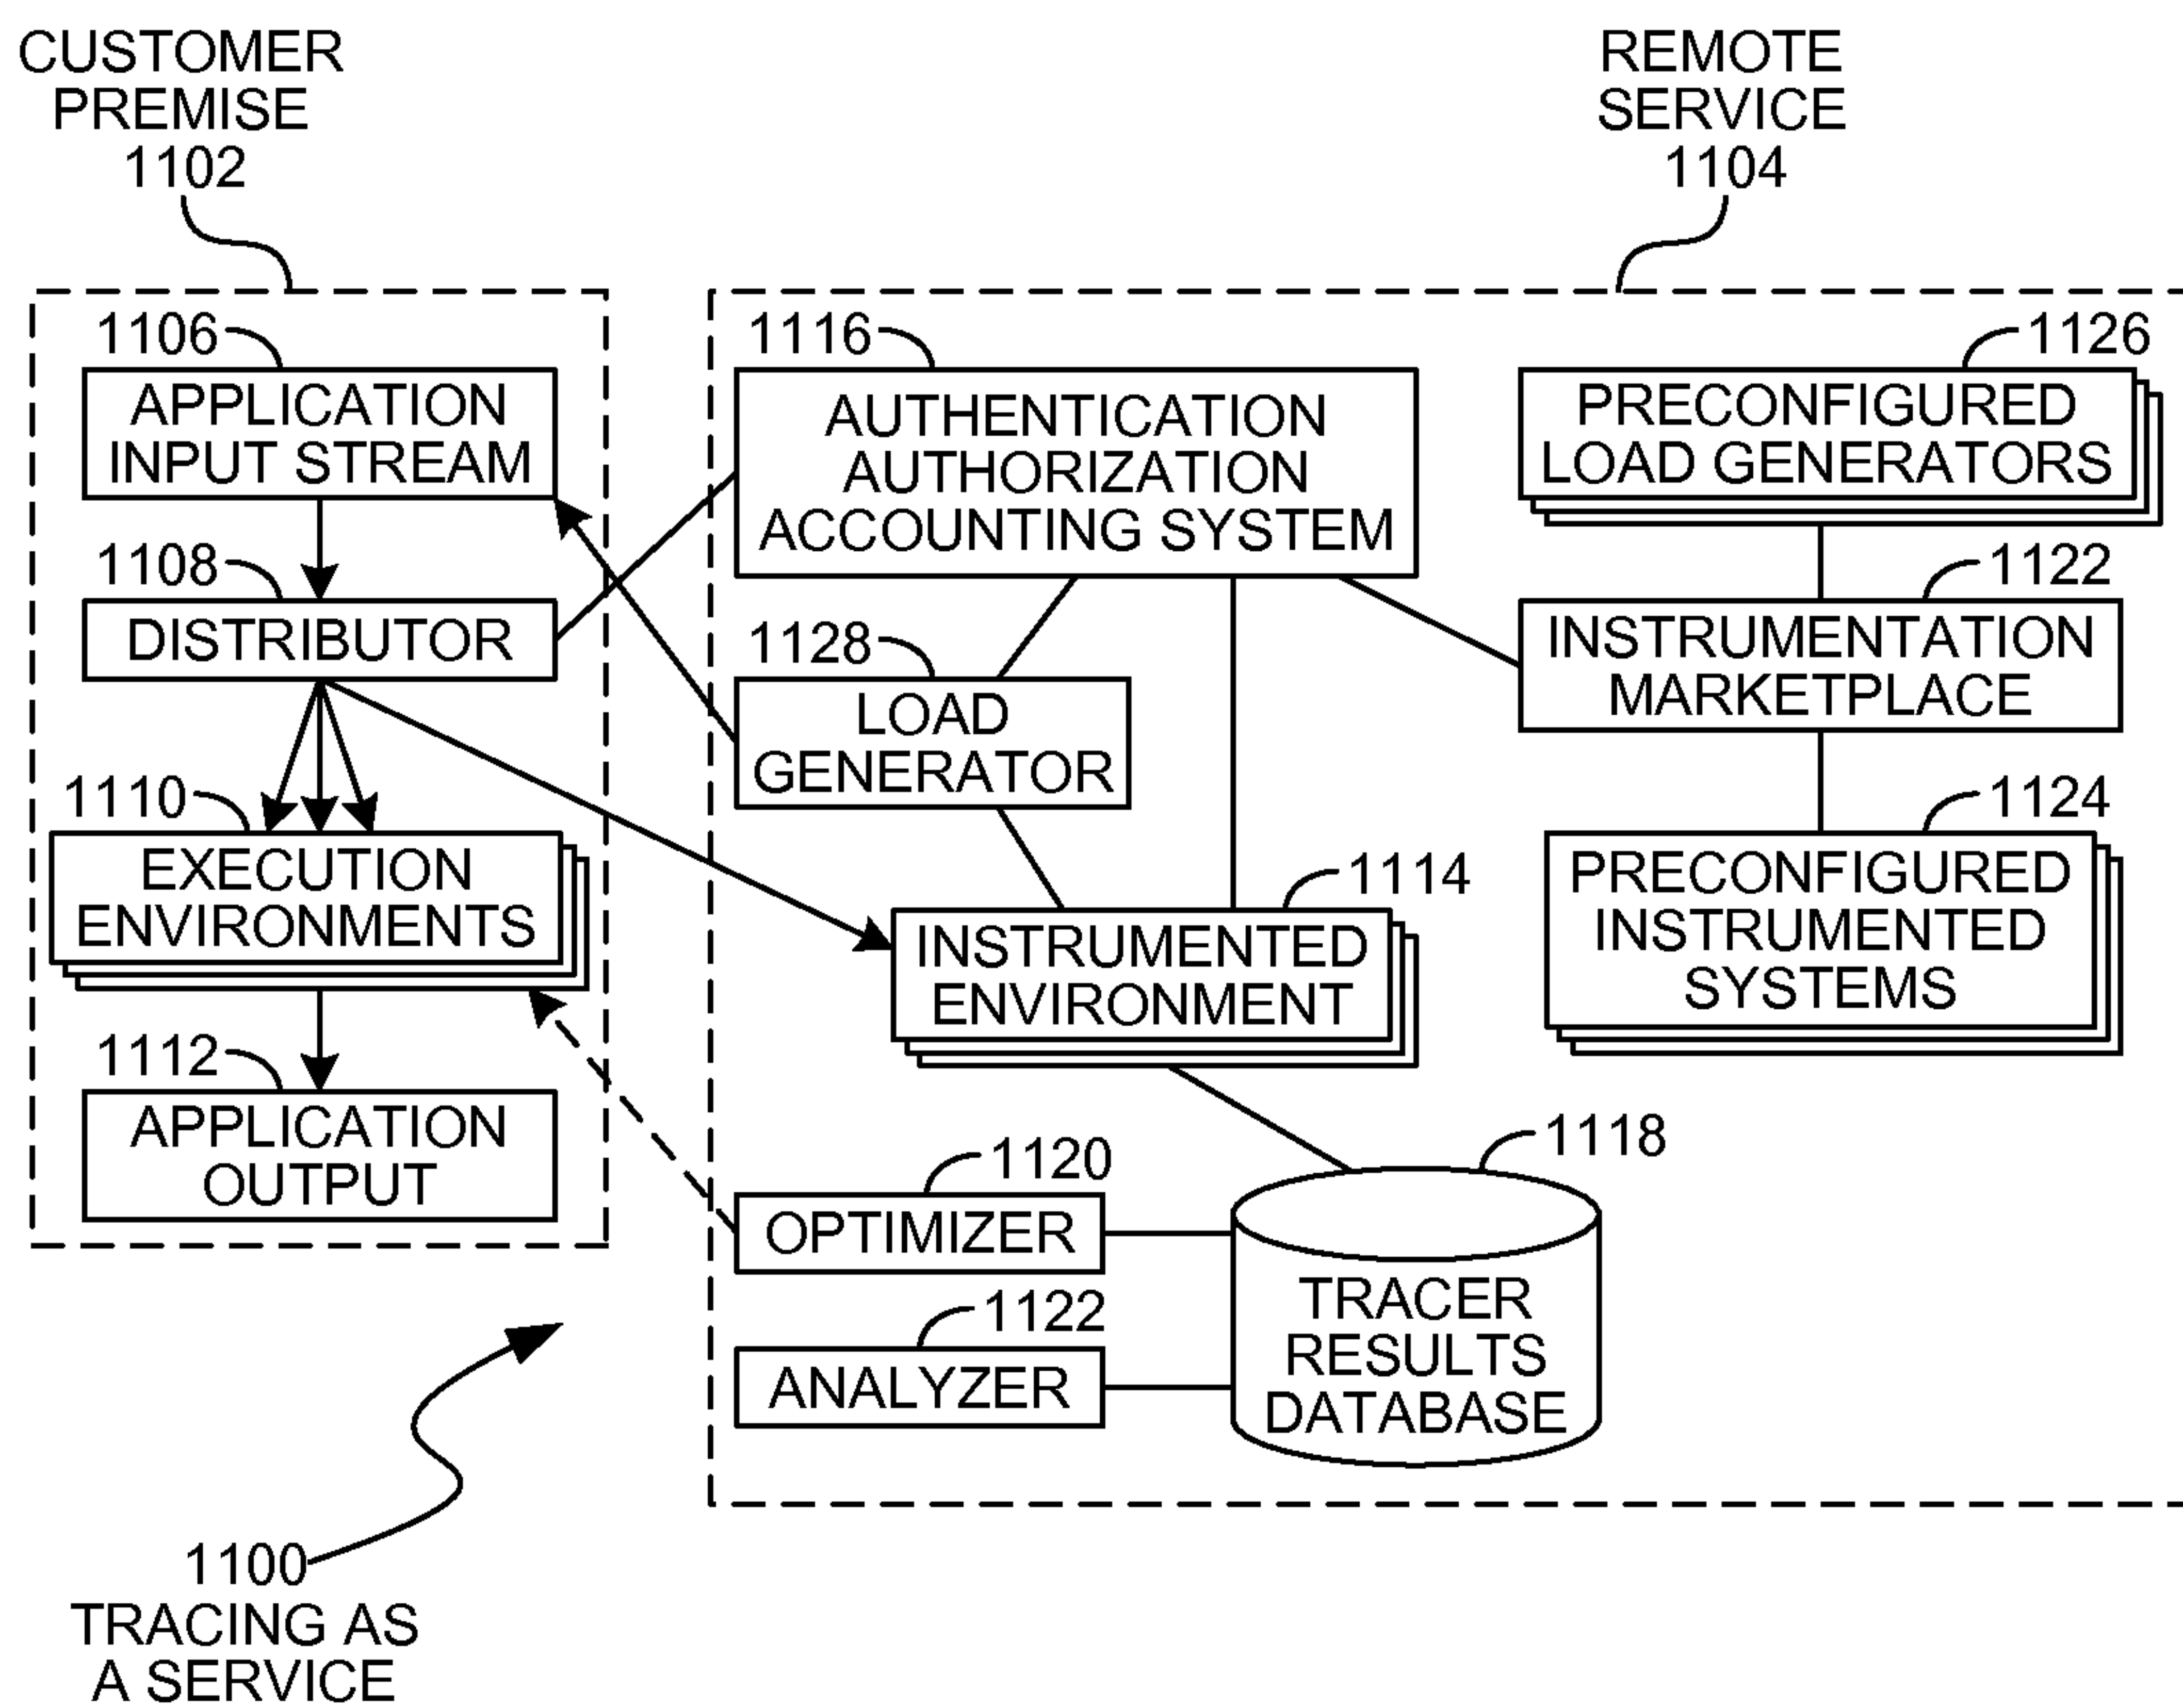 CUSTOMER
PREMISE
1102
REMOTE
SERVICE
1104
1106
APPLICATION
INPUT STREAM
1108
DISTRIBUTOR
1110
EXECUTION
ENVIRONMENTS
1112
APPLICATION
OUTPUT
1116
AUTHENTICATION
AUTHORIZATION
ACCOUNTING SYSTEM
1128
LOAD
GENERATOR
1114
INSTRUMENTED
ENVIRONMENT
1126
PRECONFIGURED
LOAD GENERATORS
1122
INSTRUMENTATION
MARKETPLACE
1124
PRECONFIGURED
INSTRUMENTED
SYSTEMS
1120
OPTIMIZER
1122
ANALYZER
1118
TRACER
RESULTS
DATABASE
1100
TRACING AS
A SERVICE